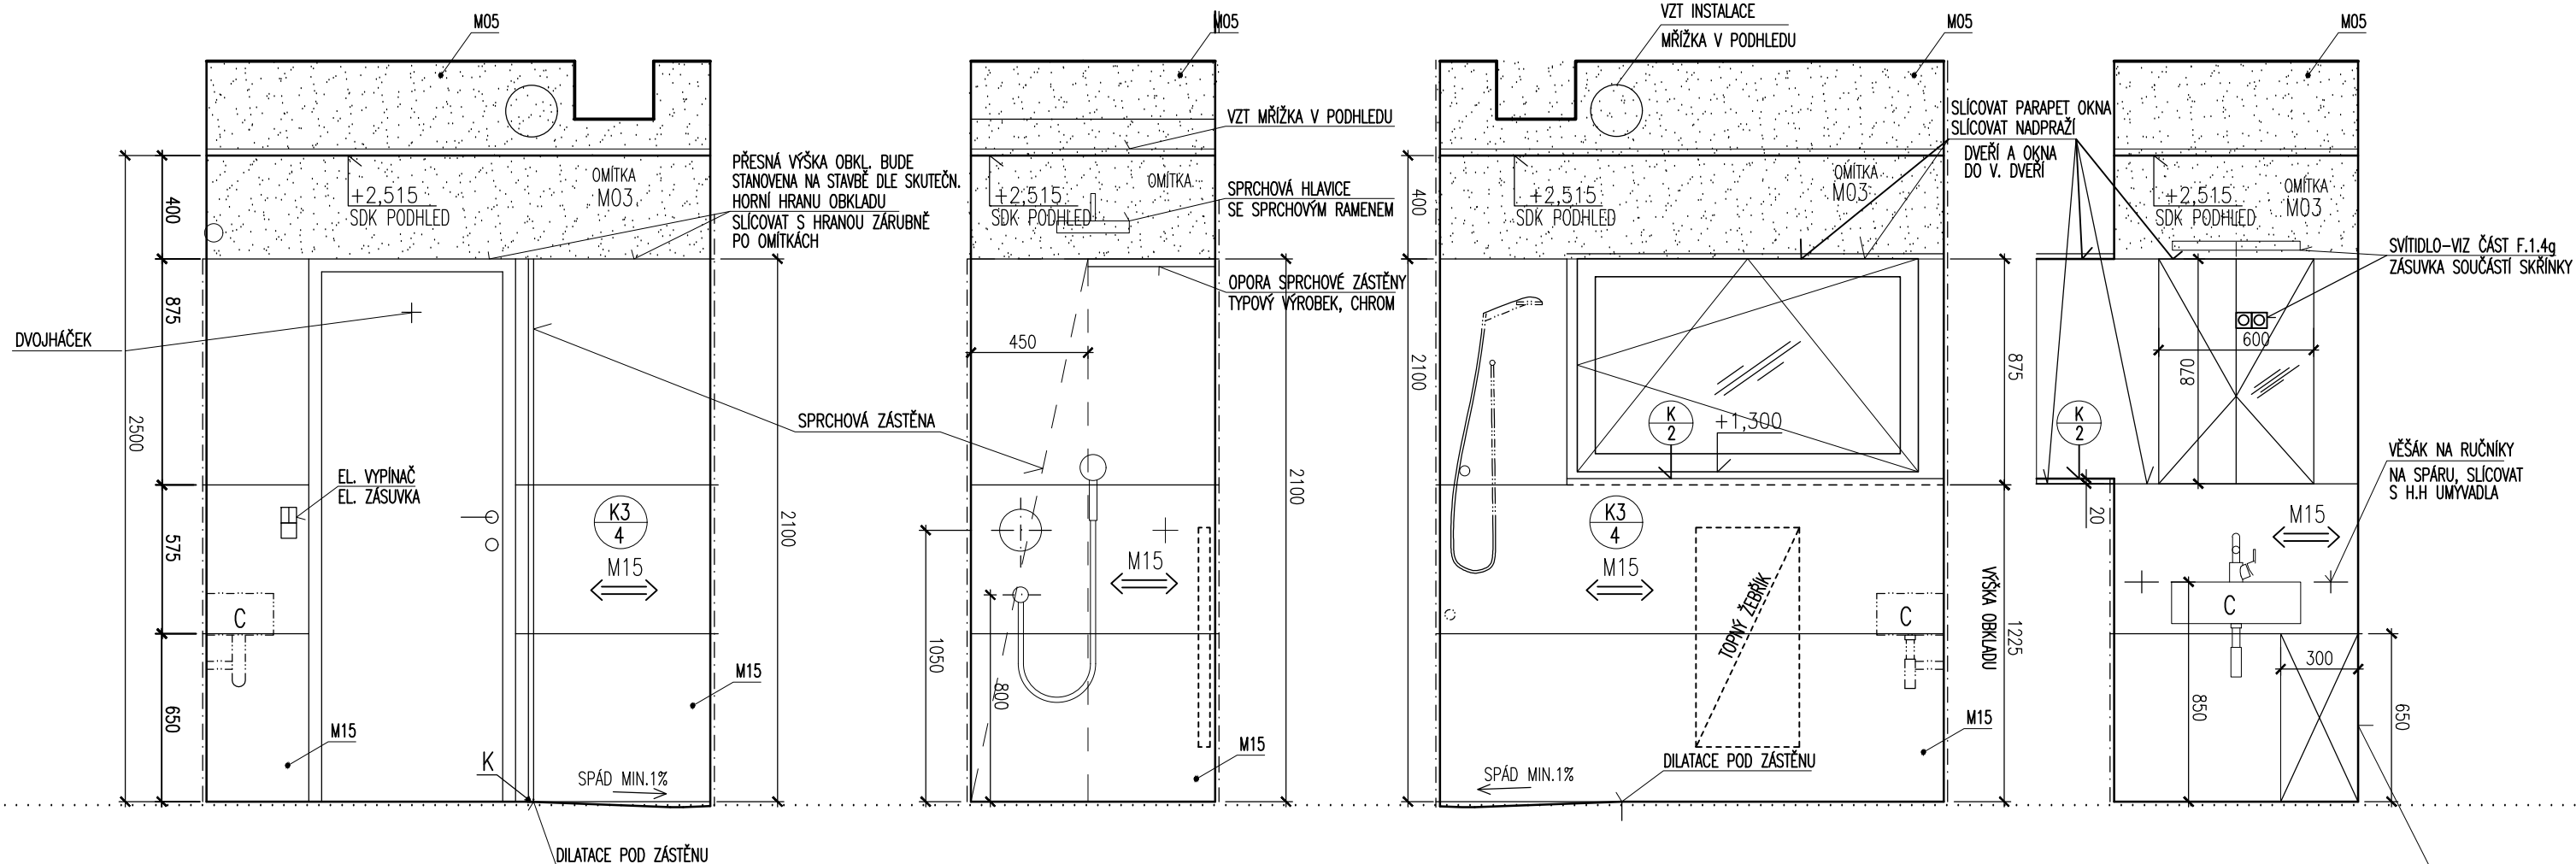 M05
2500
400
875
575
650
DVOJHÁČEK
+2,515
SDK PODHLED
OMÍTKA
M03
PŘESNÁ VÝŠKA OBKL. BUDE
STANOVENA NA STAVBĚ DLE SKUTEČN.
HORNÍ HRANU OBKLADU
SLÍCOVAT S HRANOU ZÁRUBNĚ
PO OMÍTKÁCH
EL. VYPÍNAČ
EL. ZÁSUVKA
K3
4
M15
C
M15
M15
K
SPÁD MIN.1%
2100
DILATACE POD ZÁSTĚNU
SPRCHOVÁ ZÁSTĚNA
M05
VZT MŘÍŽKA V PODHLEDU
+2,515
SDK PODHLED
OMÍTKA
SPRCHOVÁ HLAVICE
SE SPRCHOVÝM RAMENEM
OPORA SPRCHOVÉ ZÁSTĚNY
TYPOVÝ VÝROBEK, CHROM
450
M15
1050
800
2100
M15
VZT INSTALACE
MŘÍŽKA V PODHLEDU
M05
400
2100
+2,515
SDK PODHLED
OMÍTKA
M03
K
2
+1,300
K3
4
M15
TOPNÝ ŽEBŘÍK
C
M15
SPÁD MIN.1%
DILATACE POD ZÁSTĚNU
875
1225
VÝŠKA OBKLADU
SLÍCOVAT PARAPET OKNA
SLÍCOVAT NADPRAŽÍ
DVEŘÍ A OKNA
DO V. DVEŘÍ
M05
+2,515
SDK PODHLED
OMÍTKA
M03
SVÍTIDLO-VIZ ČÁST F.1.4g
ZÁSUVKA SOUČÁSTÍ SKŘÍNKY
600
870
K
2
20
VĚŠÁK NA RUČNÍKY
NA SPÁRU, SLÍCOVAT
S H.H UMYVADLA
M15
C
850
300
650